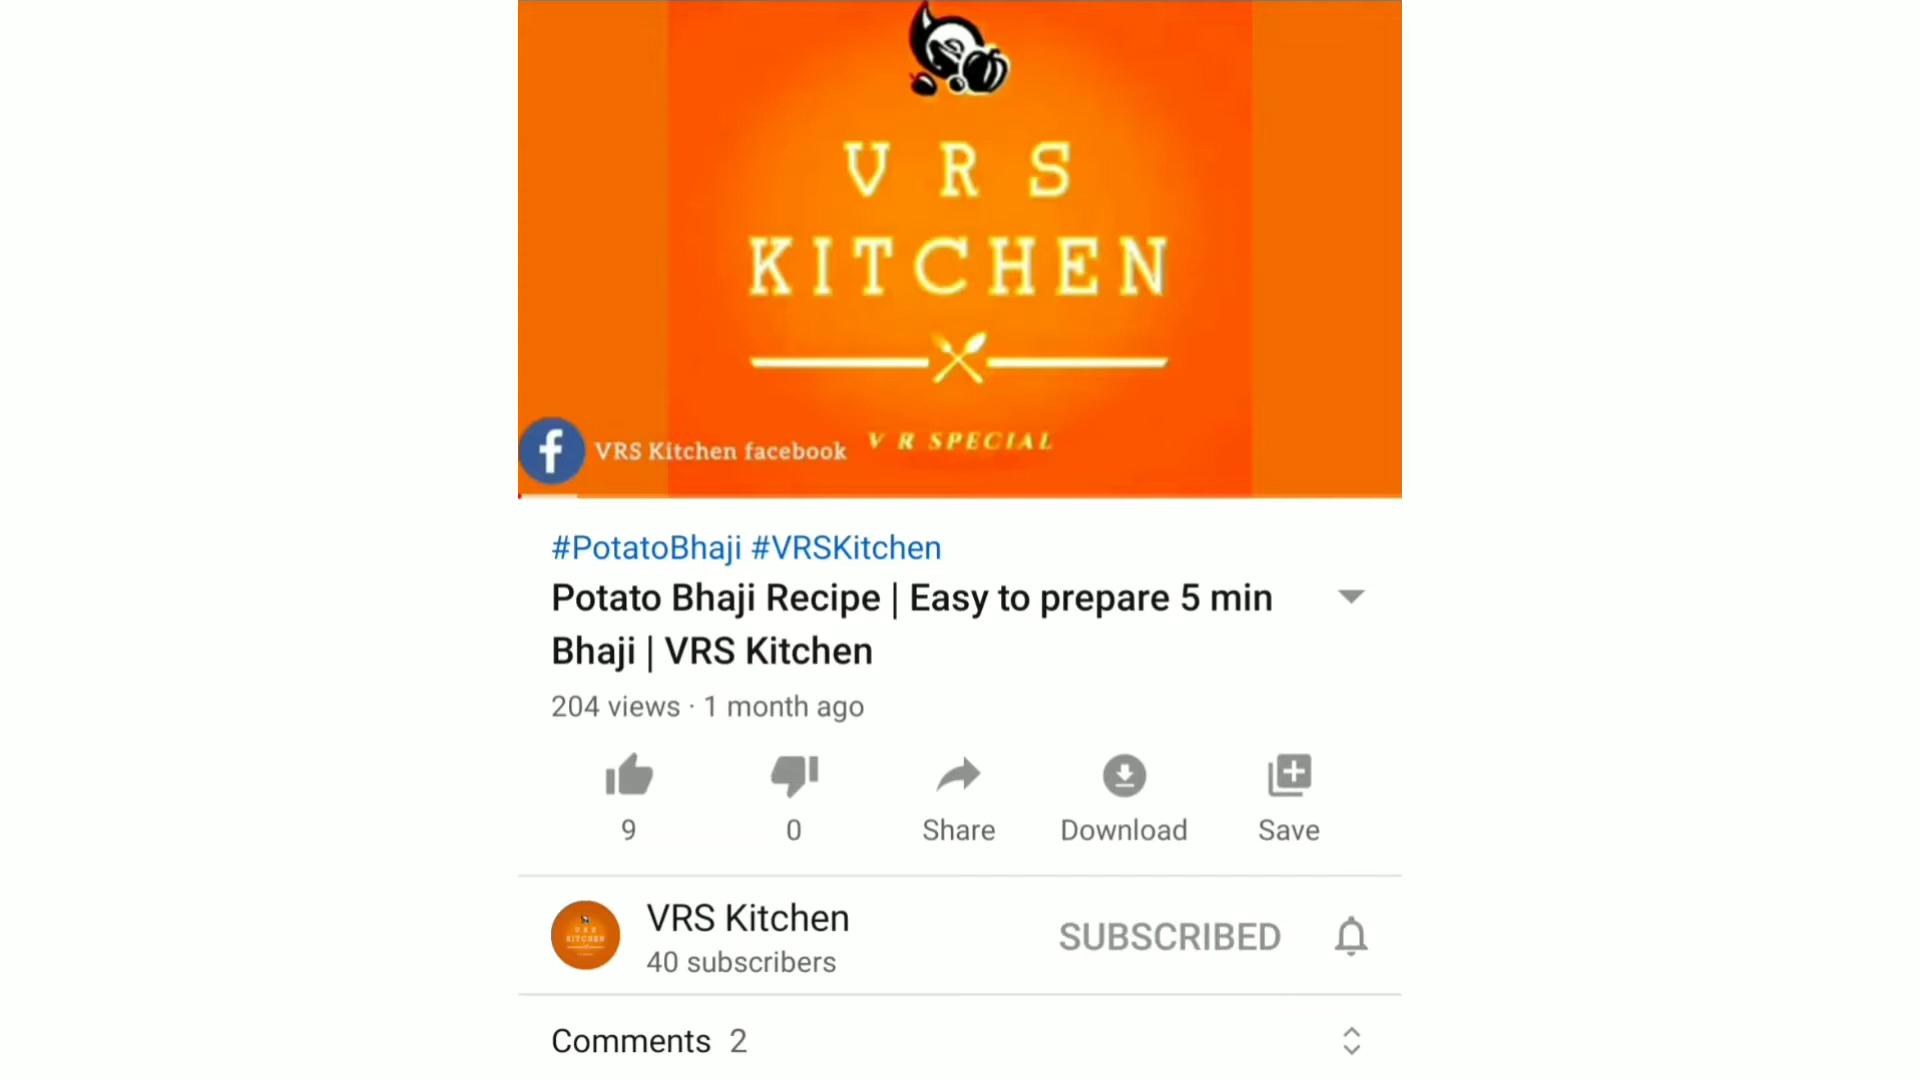 V R S
KITCHEN
V R SPECIAL
VRS Kitchen facebook
#PotatoBhaji #VRSKitchen
Potato Bhaji Recipe | Easy to prepare 5 min
Bhaji | VRS Kitchen
204 views · 1 month ago
9
0
Share
Download
Save
VRS Kitchen
40 subscribers
SUBSCRIBED
V R S
KITCHEN
Comments 2